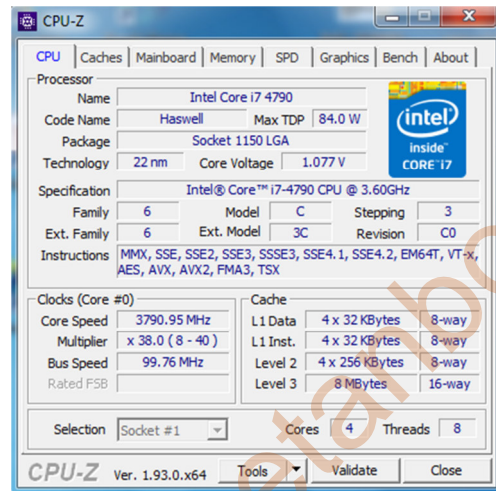 CPU-Z
CPU Caches Mainboard Memory SPD Graphics Bench About
Processor
Name Intel Core i7 4790
Code Name Haswell Max TDP 84.0 W
Package Socket 1150 LGA
Technology 22 nm Core Voltage 1.077 V
intel
inside™
CORE™i7
Specification Intel® Core™ i7-4790 CPU @ 3.60GHz
Family 6 Model C Stepping 3
Ext. Family 6 Ext. Model 3C Revision C0
Instructions MMX, SSE, SSE2, SSE3, SSSE3, SSE4.1, SSE4.2, EM64T, VT-x,
AES, AVX, AVX2, FMA3, TSX
Clocks (Core #0)
Core Speed 3790.95 MHz
Multiplier x 38.0 ( 8 - 40 )
Bus Speed 99.76 MHz
Rated FSB
Cache
L1 Data 4 x 32 KBytes 8-way
L1 Inst. 4 x 32 KBytes 8-way
Level 2 4 x 256 KBytes 8-way
Level 3 8 MBytes 16-way
Selection Socket #1 Cores 4 Threads 8
CPU-Z Ver. 1.93.0.x64 Tools Validate Close